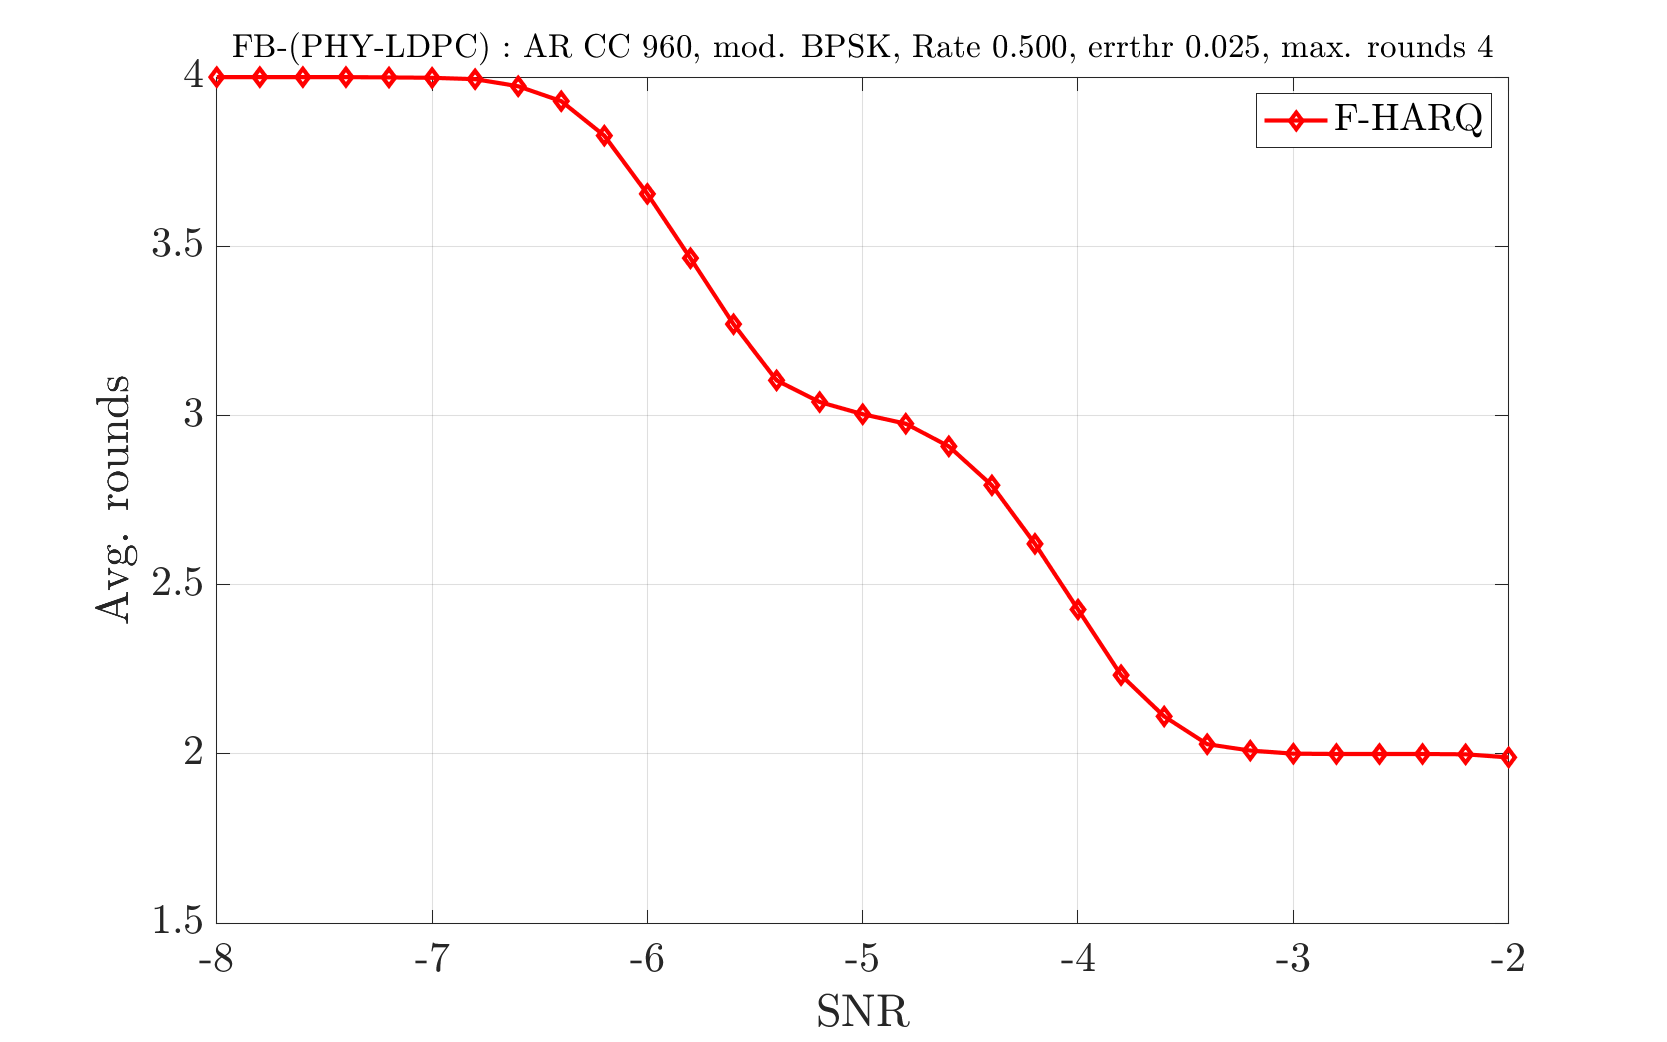 FB-(PHY-LDPC) : AR CC 960, mod. BPSK, Rate 0.500, errthr 0.025, max. rounds 4
F-HARQ
4
3.5
3
2.5
2
1.5
Avg. rounds
-8 -7 -6 -5 -4 -3 -2
SNR